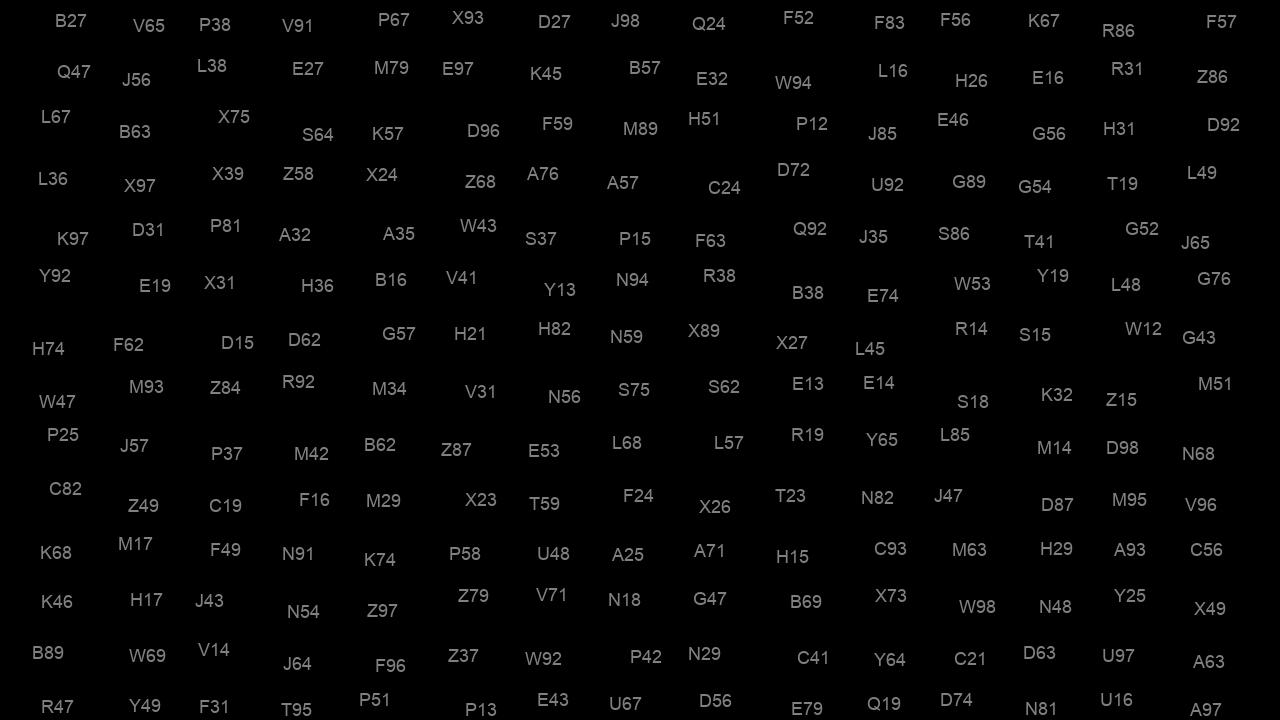 B27 V65 P38 V91 P67 X93 D27 J98 Q24 F52 F83 F56 K67 R86 F57
Q47 J56 L38 E27 M79 E97 K45 B57 E32 W94 L16 H26 E16 R31 Z86
L67 B63 X75 S64 K57 D96 F59 M89 H51 P12 J85 E46 G56 H31 D92
L36 X97 X39 Z58 X24 Z68 A76 A57 C24 D72 U92 G89 G54 T19 L49
K97 D31 P81 A32 A35 W43 S37 P15 F63 Q92 J35 S86 T41 G52 J65
Y92 E19 X31 H36 B16 V41 Y13 N94 R38 B38 E74 W53 Y19 L48 G76
H74 F62 D15 D62 G57 H21 H82 N59 X89 X27 L45 R14 S15 W12 G43
W47 M93 Z84 R92 M34 V31 N56 S75 S62 E13 E14 S18 K32 Z15 M51
P25 J57 P37 M42 B62 Z87 E53 L68 L57 R19 Y65 L85 M14 D98 N68
C82 Z49 C19 F16 M29 X23 T59 F24 X26 T23 N82 J47 D87 M95 V96
K68 M17 F49 N91 K74 P58 U48 A25 A71 H15 C93 M63 H29 A93 C56
K46 H17 J43 N54 Z97 Z79 V71 N18 G47 B69 X73 W98 N48 Y25 X49
B89 W69 V14 J64 F96 Z37 W92 P42 N29 C41 Y64 C21 D63 U97 A63
R47 Y49 F31 T95 P51 P13 E43 U67 D56 E79 Q19 D74 N81 U16 A97